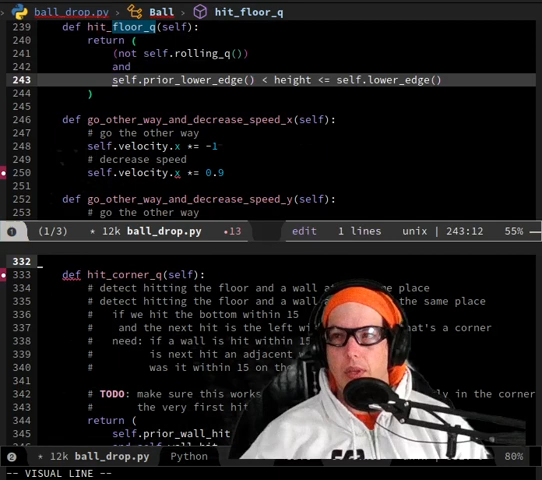 ball_drop.py > Ball > hit_floor_q
239 def hit_floor_q(self):
240 return (
241 (not self.rolling_q())
242 and
243 self.prior_lower_edge() < height <= self.lower_edge()
244 )
245
246 def go_other_way_and_decrease_speed_x(self):
247 # go the other way
248 self.velocity.x *= -1
249 # decrease speed
250 self.velocity.x *= 0.9
251
252 def go_other_way_and_decrease_speed_y(self):
253 # go the other way
1 (1/3) * 12k ball_drop.py •13 edit 1 lines unix | 243:12 55%
332
333 def hit_corner_q(self):
334 # detect hitting the floor and a wall at place
335 # detect hitting the floor and a wall the same place
336 # if we hit the bottom within 15
337 # and the next hit is the left hat's a corner
338 # need: if a wall is hit within 15
339 # is next hit an adjacent
340 # was it within 15 on the
341
342 # TODO: make sure this works in the corner
343 # the very first hit
344 return (
345 self.prior_wall_hit
2 * 12k ball_drop.py Python 80%
-- VISUAL LINE --